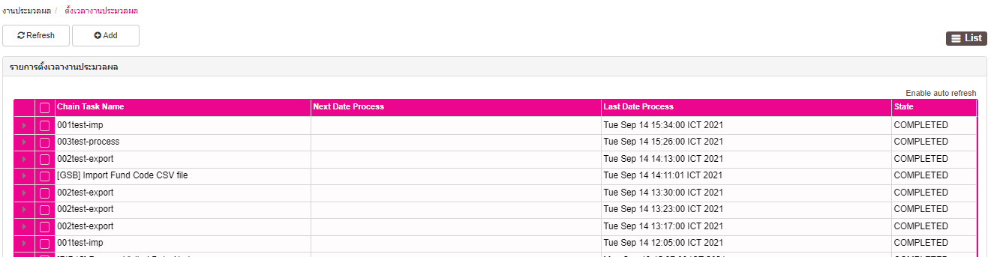 งานประมวลผล / ตั้งเวลางานประมวลผล
Refresh Add
List
รายการตั้งเวลางานประมวลผล
Enable auto refresh
Chain Task Name Next Date Process Last Date Process State
001test-imp Tue Sep 14 15:34:00 ICT 2021 COMPLETED
003test-process Tue Sep 14 15:26:00 ICT 2021 COMPLETED
002test-export Tue Sep 14 14:13:00 ICT 2021 COMPLETED
[GSB] Import Fund Code CSV file Tue Sep 14 14:11:01 ICT 2021 COMPLETED
002test-export Tue Sep 14 13:30:00 ICT 2021 COMPLETED
002test-export Tue Sep 14 13:23:00 ICT 2021 COMPLETED
002test-export Tue Sep 14 13:17:00 ICT 2021 COMPLETED
001test-imp Tue Sep 14 12:05:00 ICT 2021 COMPLETED